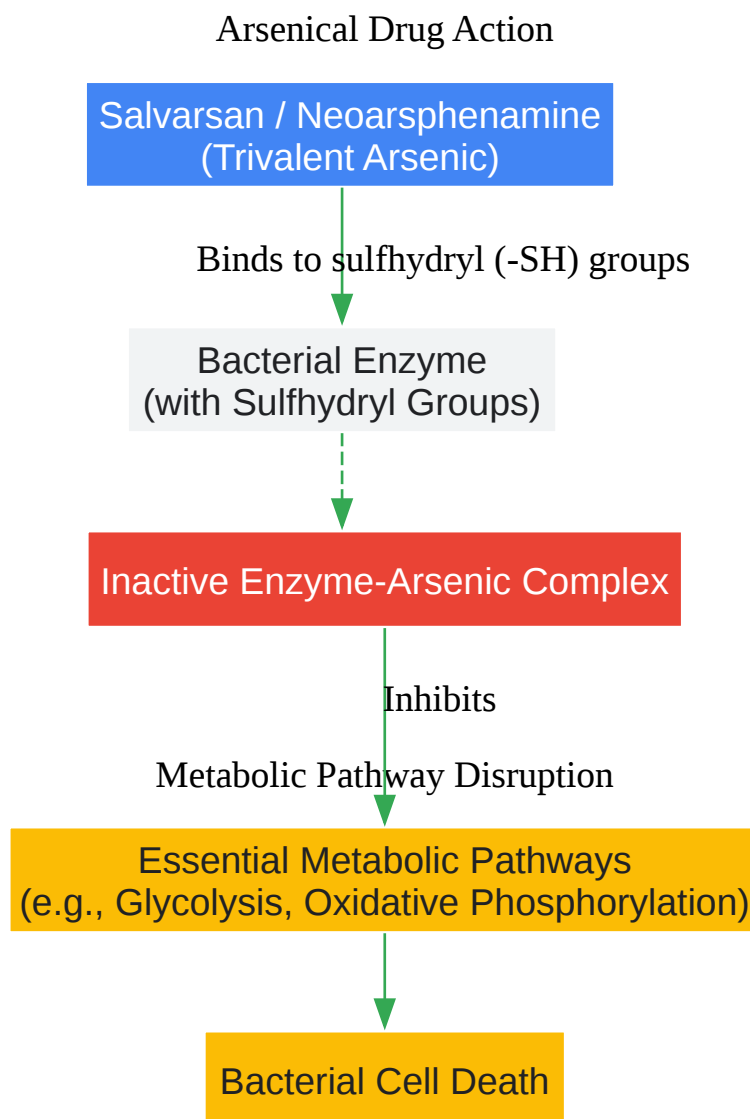 Arsenical Drug Action
Salvarsan / Neoarsphenamine
(Trivalent Arsenic)
Binds to sulfhydryl (-SH) groups
Bacterial Enzyme
(with Sulfhydryl Groups)
Inactive Enzyme-Arsenic Complex
Inhibits
Metabolic Pathway Disruption
Essential Metabolic Pathways
(e.g., Glycolysis, Oxidative Phosphorylation)
Bacterial Cell Death